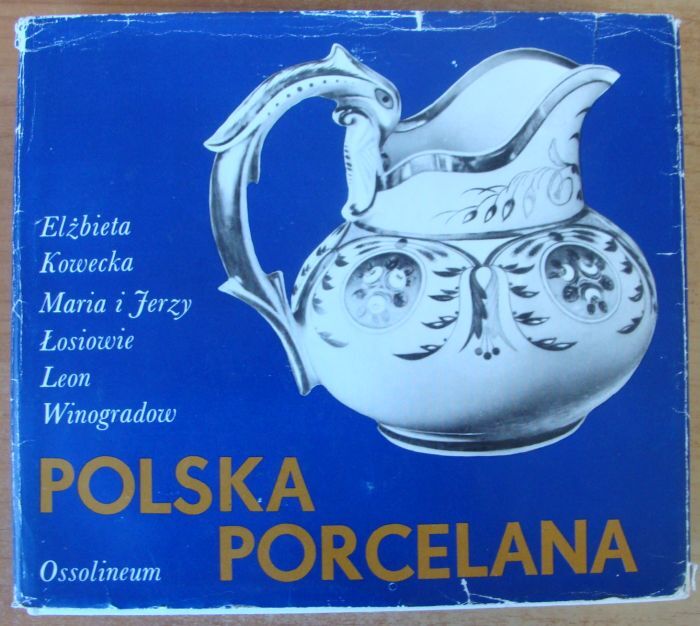 Elżbieta
Kowecka
Maria i Jerzy
Łosiowie
Leon
Winogradow
POLSKA
PORCELANA
Ossolineum